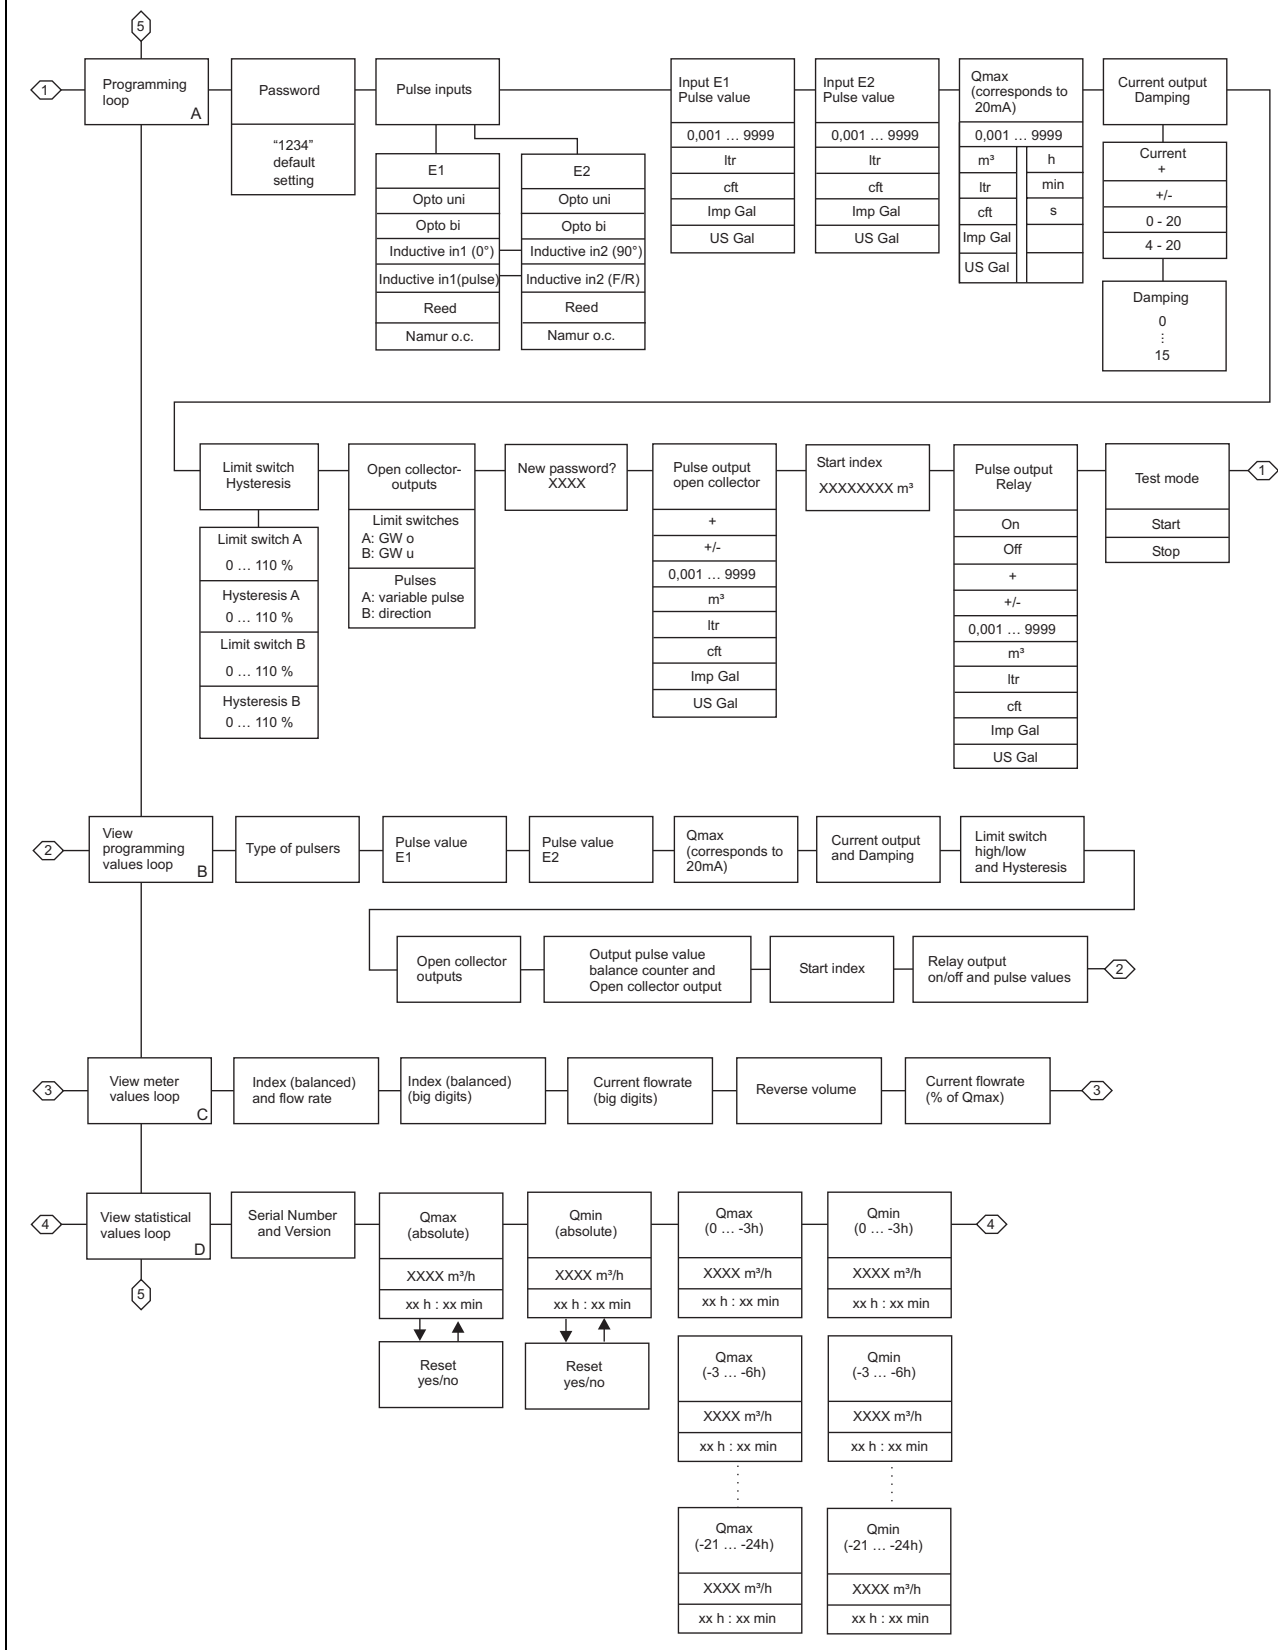 5
1
Programming
loop
A
Password
"1234"
default
setting
Pulse inputs
E1
Opto uni
Opto bi
Inductive in1 (0°)
Inductive in1(pulse)
Reed
Namur o.c.
E2
Opto uni
Opto bi
Inductive in2 (90°)
Inductive in2 (F/R)
Reed
Namur o.c.
Input E1
Pulse value
0,001 … 9999
ltr
cft
Imp Gal
US Gal
Input E2
Pulse value
0,001 … 9999
ltr
cft
Imp Gal
US Gal
Qmax
(corresponds to
20mA)
0,001 … 9999
m³ h
ltr min
cft s
Imp Gal
US Gal
Current output
Damping
Current
+
+/-
0 - 20
4 - 20
Damping
0
⋮
15
Limit switch
Hysteresis
Limit switch A
0 … 110 %
Hysteresis A
0 … 110 %
Limit switch B
0 … 110 %
Hysteresis B
0 … 110 %
Open collector-
outputs
Limit switches
A: GW o
B: GW u
Pulses
A: variable pulse
B: direction
New password?
XXXX
Pulse output
open collector
+
+/-
0,001 … 9999
m³
ltr
cft
Imp Gal
US Gal
Start index
XXXXXXXX m³
Pulse output
Relay
On
Off
+
+/-
0,001 … 9999
m³
ltr
cft
Imp Gal
US Gal
Test mode
Start
Stop
1
2
View
programming
values loop
B
Type of pulsers
Pulse value
E1
Pulse value
E2
Qmax
(corresponds to
20mA)
Current output
and Damping
Limit switch
high/low
and Hysteresis
Open collector
outputs
Output pulse value
balance counter and
Open collector output
Start index
Relay output
on/off and pulse values
2
3
View meter
values loop
C
Index (balanced)
and flow rate
Index (balanced)
(big digits)
Current flowrate
(big digits)
Reverse volume
Current flowrate
(% of Qmax)
3
4
View statistical
values loop
D
5
Serial Number
and Version
Qmax
(absolute)
XXXX m³/h
xx h : xx min
Reset
yes/no
Qmin
(absolute)
XXXX m³/h
xx h : xx min
Reset
yes/no
Qmax
(0 … -3h)
XXXX m³/h
xx h : xx min
Qmin
(0 … -3h)
XXXX m³/h
xx h : xx min
4
Qmax
(-3 … -6h)
XXXX m³/h
xx h : xx min
Qmin
(-3 … -6h)
XXXX m³/h
xx h : xx min
Qmax
(-21 … -24h)
XXXX m³/h
xx h : xx min
Qmin
(-21 … -24h)
XXXX m³/h
xx h : xx min